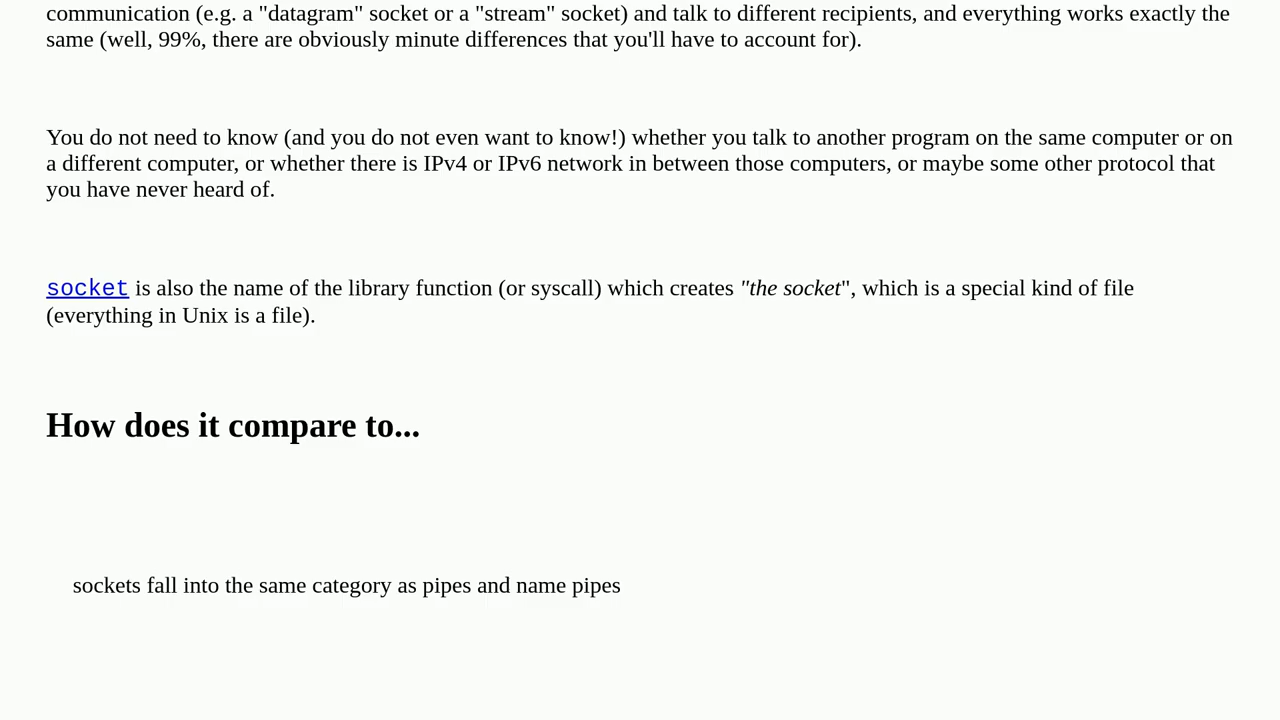 communication (e.g. a "datagram" socket or a "stream" socket) and talk to different recipients, and everything works exactly the
same (well, 99%, there are obviously minute differences that you'll have to account for).
You do not need to know (and you do not even want to know!) whether you talk to another program on the same computer or on
a different computer, or whether there is IPv4 or IPv6 network in between those computers, or maybe some other protocol that
you have never heard of.
socket is also the name of the library function (or syscall) which creates "the socket", which is a special kind of file
(everything in Unix is a file).
How does it compare to...
sockets fall into the same category as pipes and name pipes